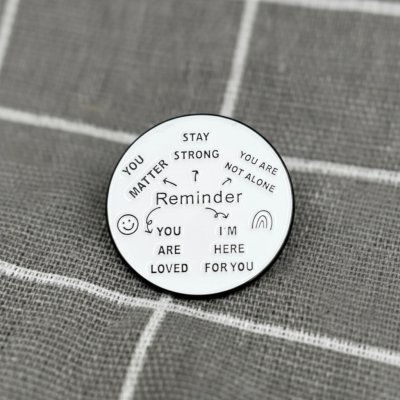 STAY
STRONG
YOU
MATTER
YOU ARE
NOT ALONE
Reminder
YOU
ARE
LOVED
I M
HERE
FOR YOU